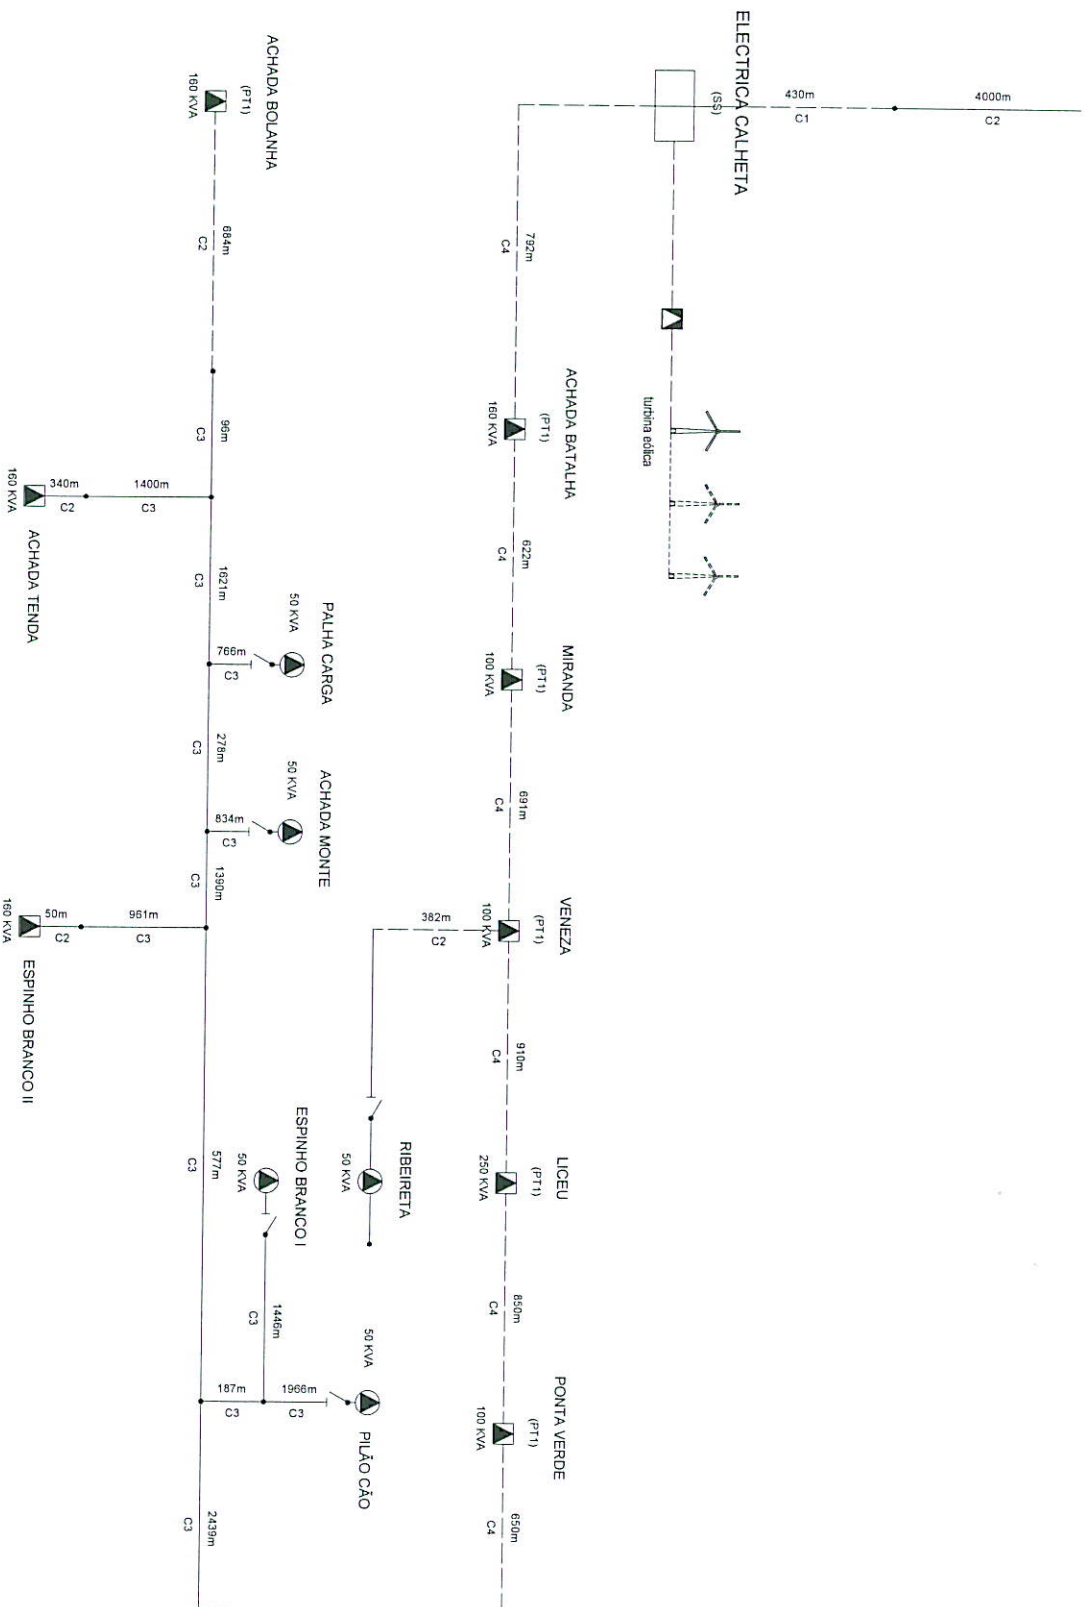 ELECTRICA CALHETA
(SS)
430m
C1
4000m
C2
turbina eólica
792m
C4
ACHADA BATALHA
(PT1)
160 KVA
622m
C4
MIRANDA
(PT1)
100 KVA
691m
C4
VENEZA
(PT1)
100 KVA
910m
C4
LICEU
(PT1)
250 KVA
850m
C4
PONTA VERDE
(PT1)
100 KVA
650m
C4
382m
C2
RIBEIRETA
50 KVA
ACHADA BOLANHA
(PT1)
160 KVA
684m
C2
96m
C3
1400m
C3
340m
C2
160 KVA
ACHADA TENDA
1621m
C3
PALHA CARGA
50 KVA
766m
C3
278m
C3
ACHADA MONTE
50 KVA
834m
C3
1390m
C3
961m
C3
50m
C2
160 KVA
ESPINHO BRANCO II
577m
C3
ESPINHO BRANCO I
50 KVA
1446m
C3
187m
C3
1966m
C3
50 KVA
PILÃO CÃO
2439m
C3